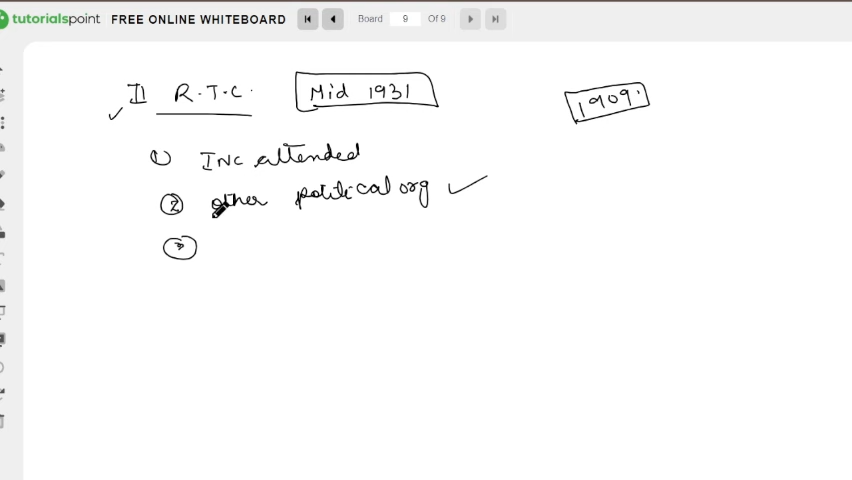 tutorialspoint FREE ONLINE WHITEBOARD Board 9 Of 9
II R.T.C. Mid 1931 1909
① INC attended
② other political org
③